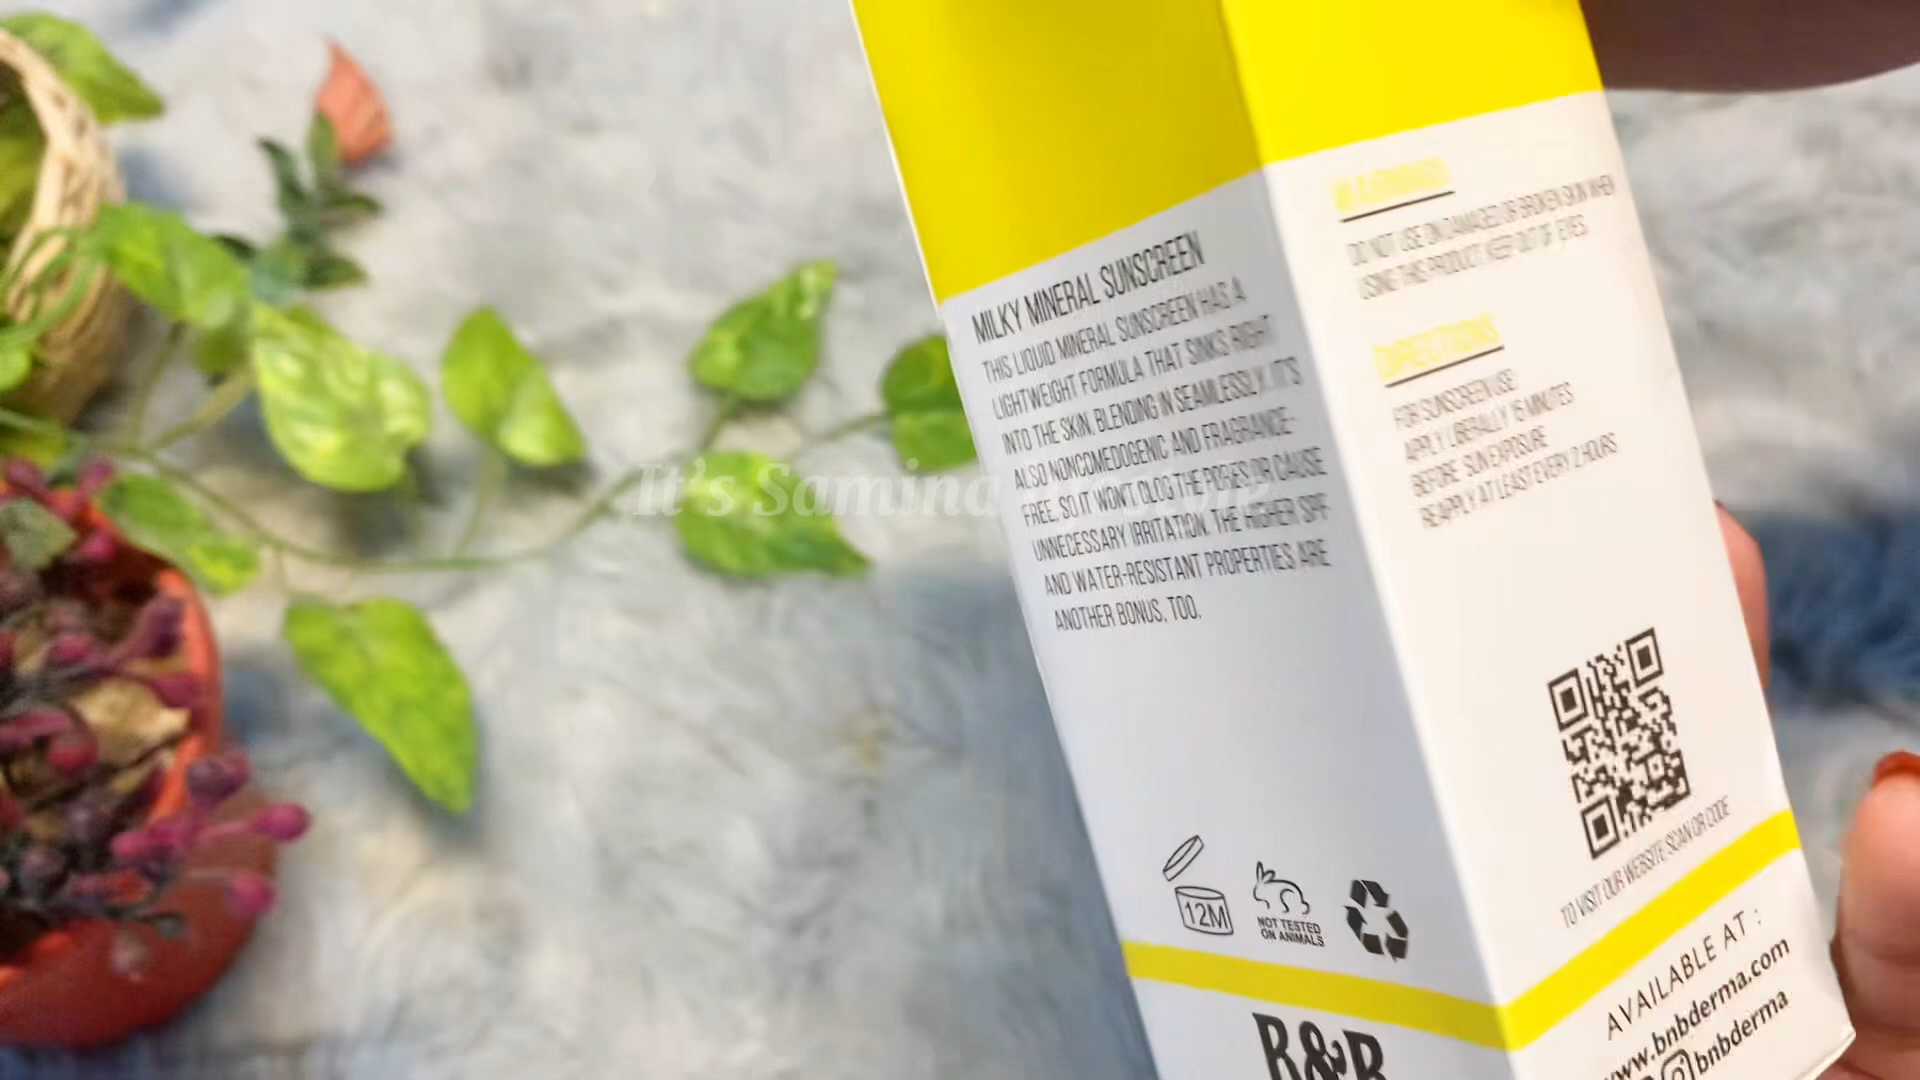 MILKY MINERAL SUNSCREEN
THIS LIQUID MINERAL SUNSCREEN HAS A
LIGHTWEIGHT FORMULA THAT SINKS RIGHT
INTO THE SKIN, BLENDING IN SEAMLESSLY. IT'S
ALSO NONCOMEDOGENIC AND FRAGRANCE-
FREE, SO IT WON'T CLOG THE PORES OR CAUSE
UNNECESSARY IRRITATION. THE HIGHER SPF
AND WATER-RESISTANT PROPERTIES ARE
ANOTHER BONUS, TOO.
12M
NOT TESTED
ON ANIMALS
B&B
WARNINGS
DO NOT USE ON DAMAGED OR BROKEN SKIN WHEN
USING THIS PRODUCT KEEP OUT OF EYES.
DIRECTIONS
FOR SUNSCREEN USE:
APPLY LIBERALLY 15 MINUTES
BEFORE SUN EXPOSURE
REAPPLY AT LEAST EVERY 2 HOURS
TO VISIT OUR WEBSITE SCAN QR CODE
AVAILABLE AT :
www.bnbderma.com
bnbderma
It's Samina